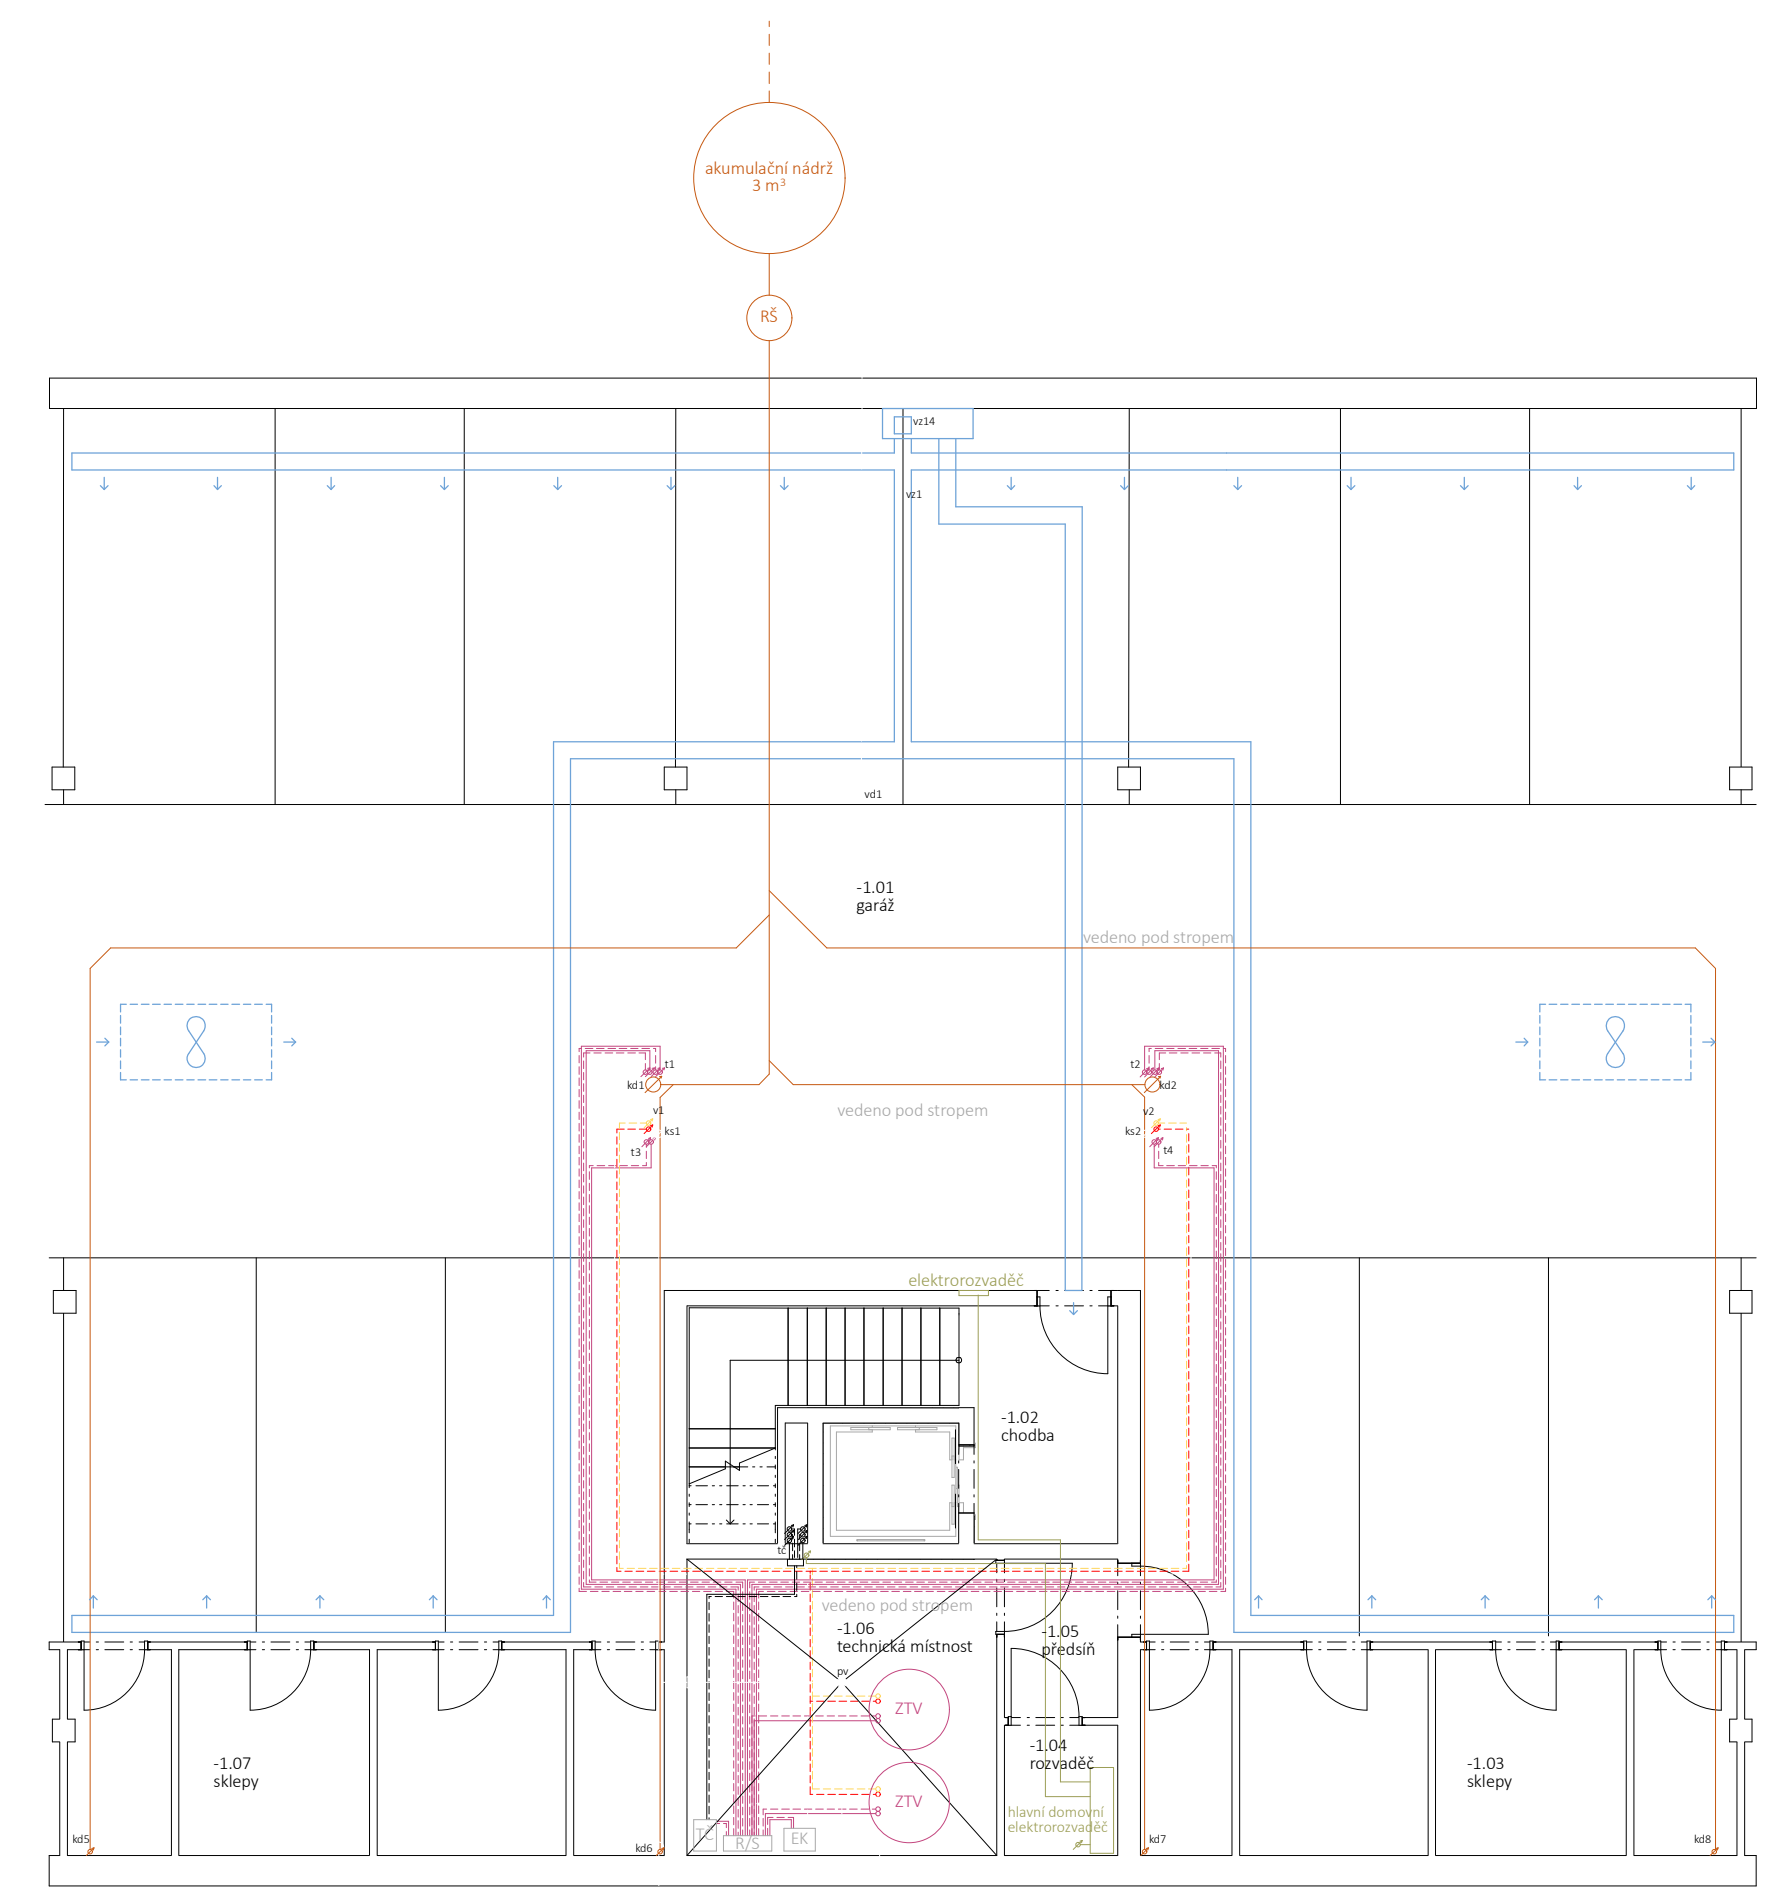 akumulační nádrž
3 m³
RŠ
vz14
vz1
vd1
-1.01
garáž
vedeno pod stropem
t1
t2
kd1
kd2
vedeno pod stropem
v1
v2
ks1
ks2
t3
t4
elektrorozvaděč
-1.02
chodba
tč
vedeno pod stropem
-1.06
technická místnost
-1.05
předsíň
pv
ZTV
-1.04
rozvaděč
-1.07
sklepy
-1.03
sklepy
ZTV
hlavní domovní
elektrorozvaděč
TČ
R/S
EK
kd5
kd6
kd7
kd8